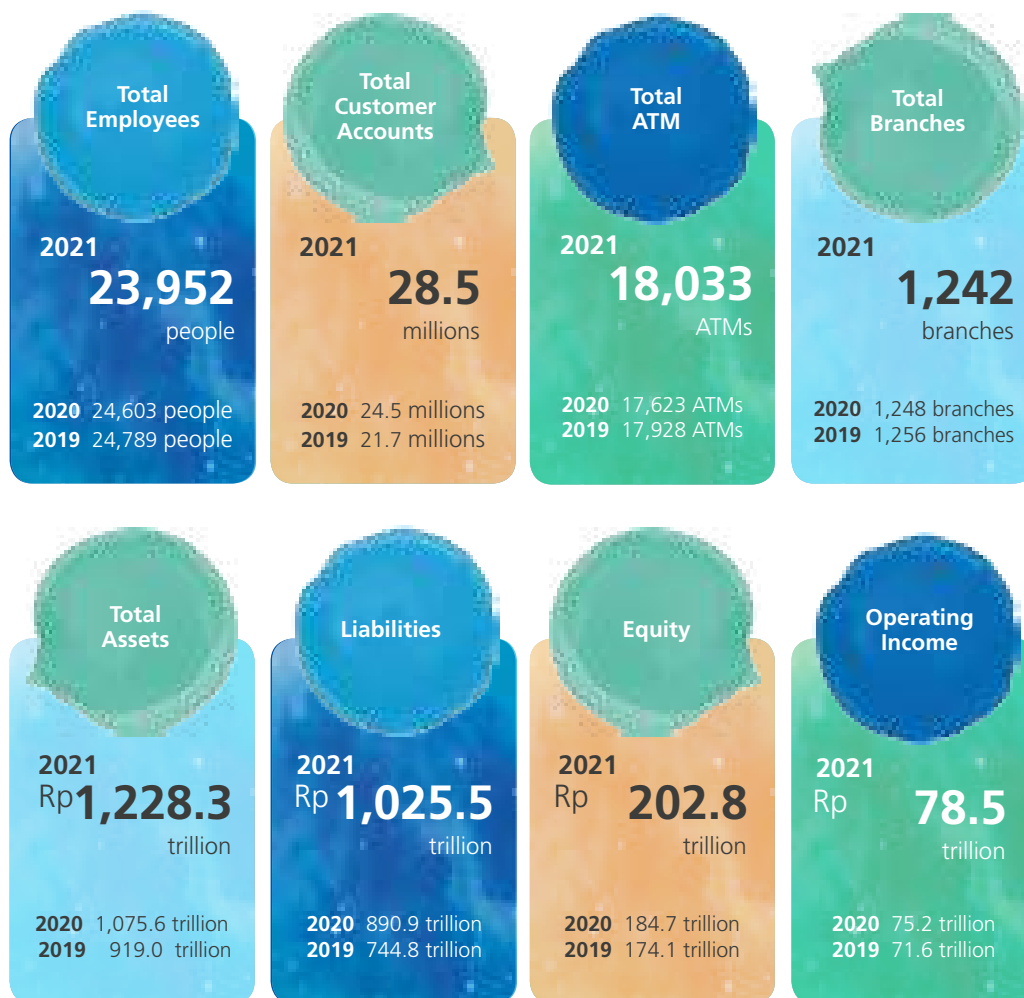 Total
Employees
2021
23,952
people
2020 24,603 people
2019 24,789 people
Total
Customer
Accounts
2021
28.5
millions
2020 24.5 millions
2019 21.7 millions
Total
ATM
2021
18,033
ATMs
2020 17,623 ATMs
2019 17,928 ATMs
Total
Branches
2021
1,242
branches
2020 1,248 branches
2019 1,256 branches
Total
Assets
2021
Rp1,228.3
trillion
2020 1,075.6 trillion
2019 919.0 trillion
Liabilities
2021
Rp 1,025.5
trillion
2020 890.9 trillion
2019 744.8 trillion
Equity
2021
Rp 202.8
trillion
2020 184.7 trillion
2019 174.1 trillion
Operating
Income
2021
Rp 78.5
trillion
2020 75.2 trillion
2019 71.6 trillion